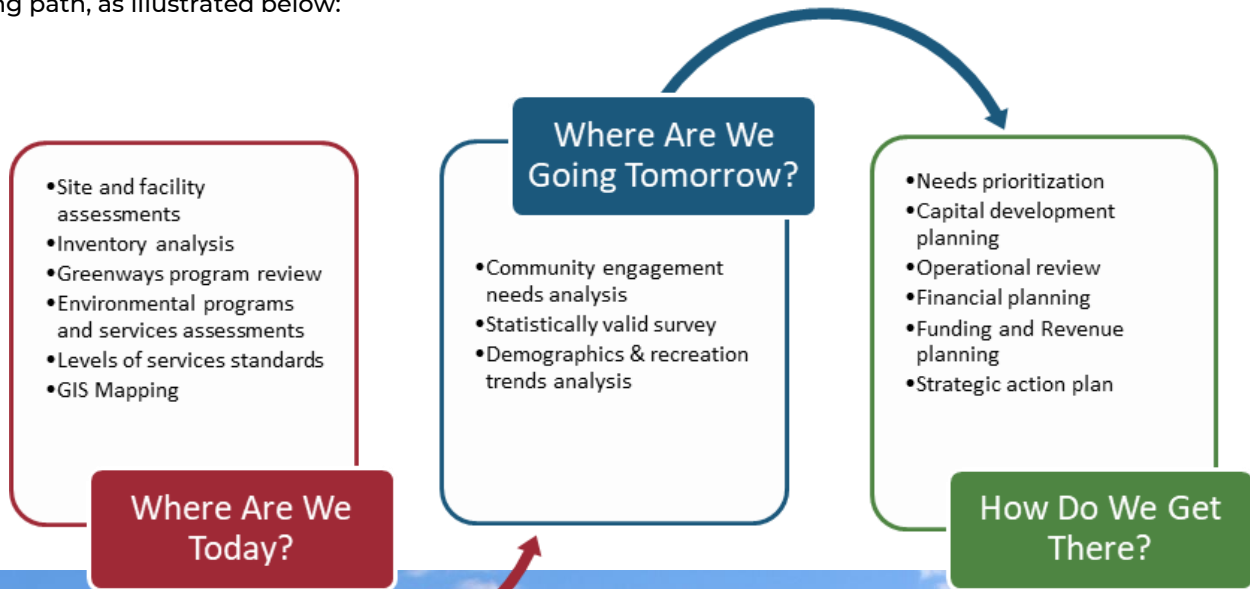 ng path, as illustrated below:
•Site and facility
assessments
•Inventory analysis
•Greenways program review
•Environmental programs
and services assessments
•Levels of services standards
•GIS Mapping
Where Are We
Today?
Where Are We
Going Tomorrow?
•Community engagement
needs analysis
•Statistically valid survey
•Demographics & recreation
trends analysis
•Needs prioritization
•Capital development
planning
•Operational review
•Financial planning
•Funding and Revenue
planning
•Strategic action plan
How Do We Get
There?